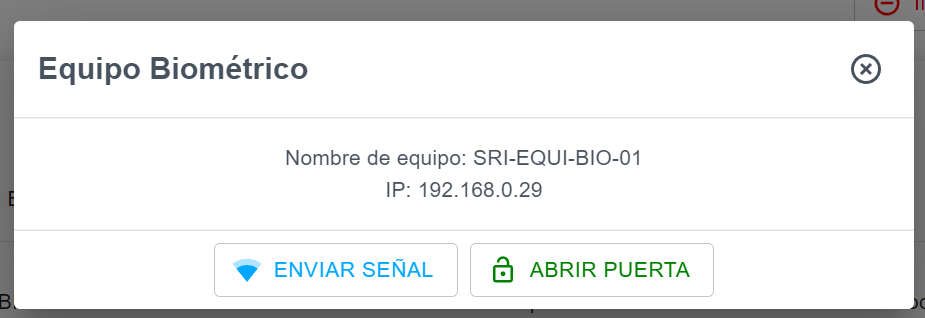 Equipo Biométrico
Nombre de equipo: SRI-EQUI-BIO-01
IP: 192.168.0.29
ENVIAR SEÑAL
ABRIR PUERTA